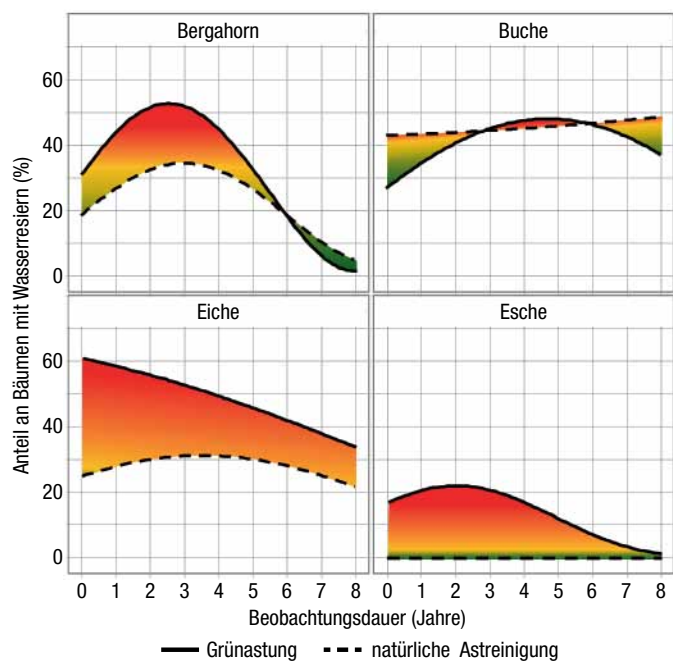 Bergahorn
Buche
60
40
20
0
Eiche
Esche
60
40
20
0
Anteil an Bäumen mit Wasserresiern (%)
0 1 2 3 4 5 6 7 8 0 1 2 3 4 5 6 7 8
Beobachtungsdauer (Jahre)
Grünastung natürliche Astreinigung